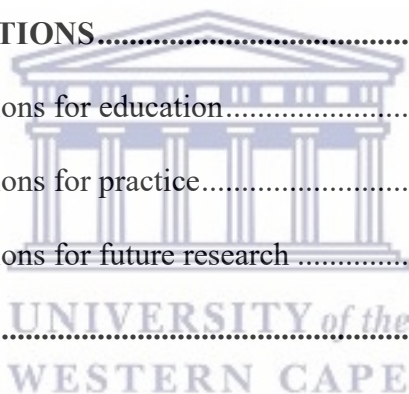 TIONS..........................................
ons for education.......................
ons for practice..........................
ons for future research ..............
UNIVERSITY of the
...................................................
WESTERN CAPE